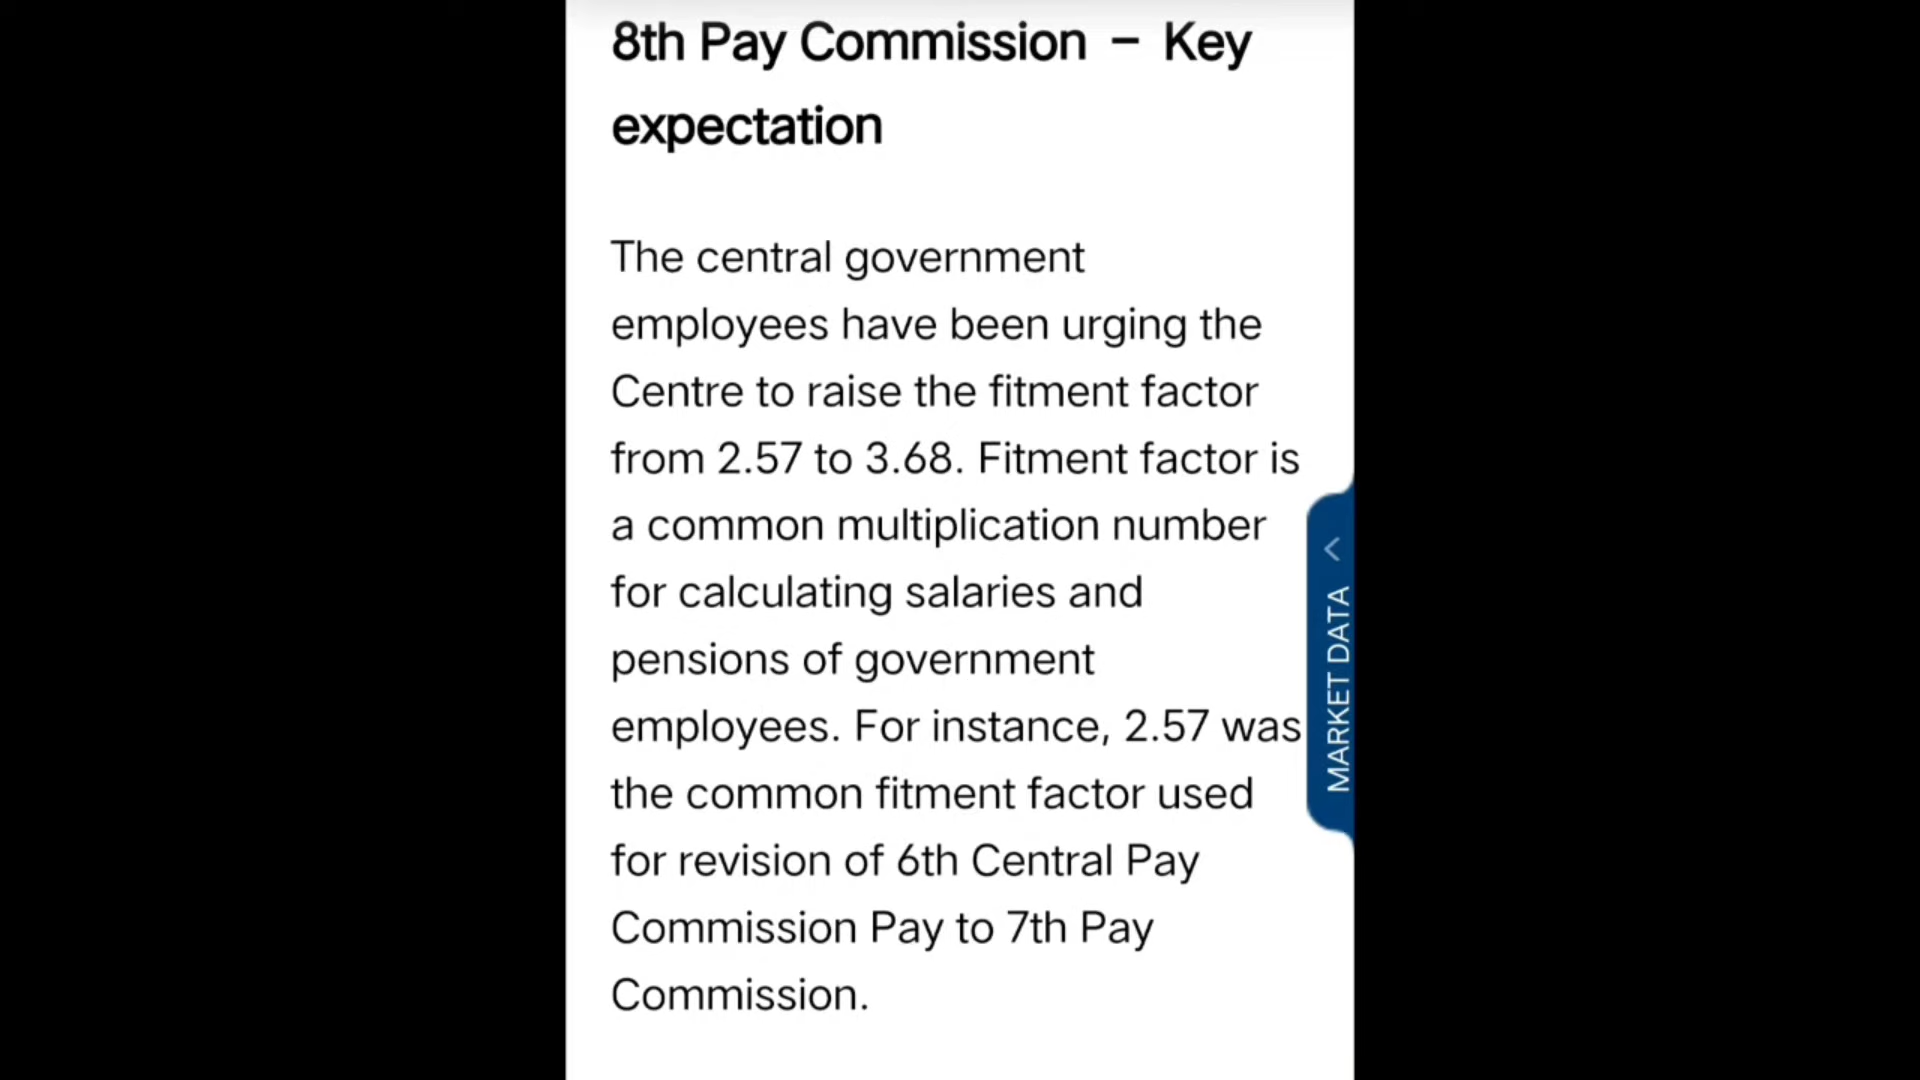 8th Pay Commission – Key
expectation
The central government
employees have been urging the
Centre to raise the fitment factor
from 2.57 to 3.68. Fitment factor is
a common multiplication number
for calculating salaries and
pensions of government
employees. For instance, 2.57 was
the common fitment factor used
for revision of 6th Central Pay
Commission Pay to 7th Pay
Commission.
MARKET DATA